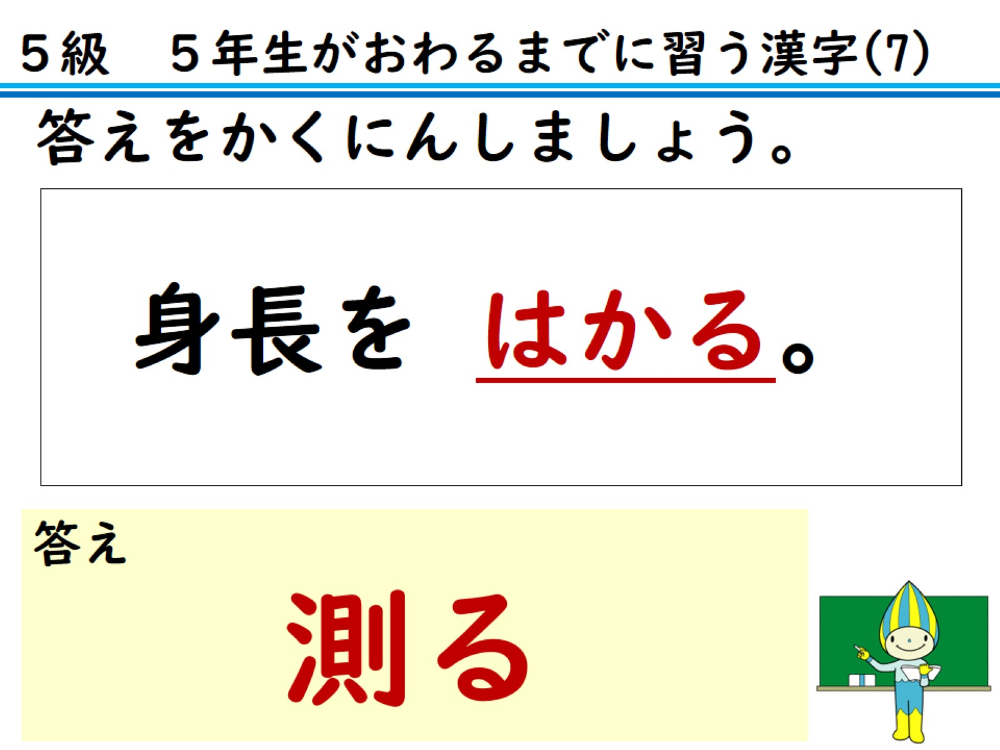 ５級　５年生がおわるまでに習う漢字(7)
答えをかくにんしましょう。
身長を　はかる。
答え
測る